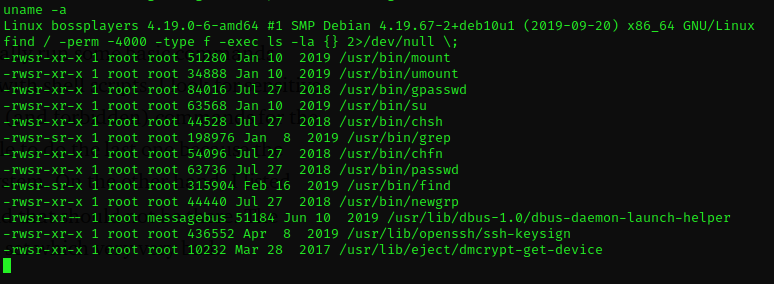 uname -a
Linux bossplayers 4.19.0-6-amd64 #1 SMP Debian 4.19.67-2+deb10u1 (2019-09-20) x86_64 GNU/Linux
find / -perm -4000 -type f -exec ls -la {} 2>/dev/null \;
-rwsr-xr-x 1 root root 51280 Jan 10  2019 /usr/bin/mount
-rwsr-xr-x 1 root root 34888 Jan 10  2019 /usr/bin/umount
-rwsr-xr-x 1 root root 84016 Jul 27  2018 /usr/bin/gpasswd
-rwsr-xr-x 1 root root 63568 Jan 10  2019 /usr/bin/su
-rwsr-xr-x 1 root root 44528 Jul 27  2018 /usr/bin/chsh
-rwsr-sr-x 1 root root 198976 Jan  8  2019 /usr/bin/grep
-rwsr-xr-x 1 root root 54096 Jul 27  2018 /usr/bin/chfn
-rwsr-xr-x 1 root root 63736 Jul 27  2018 /usr/bin/passwd
-rwsr-sr-x 1 root root 315904 Feb 16  2019 /usr/bin/find
-rwsr-xr-x 1 root root 44440 Jul 27  2018 /usr/bin/newgrp
-rwsr-xr-- 1 root messagebus 51184 Jun 10  2019 /usr/lib/dbus-1.0/dbus-daemon-launch-helper
-rwsr-xr-x 1 root root 436552 Apr  8  2019 /usr/lib/openssh/ssh-keysign
-rwsr-xr-x 1 root root 10232 Mar 28  2017 /usr/lib/eject/dmcrypt-get-device